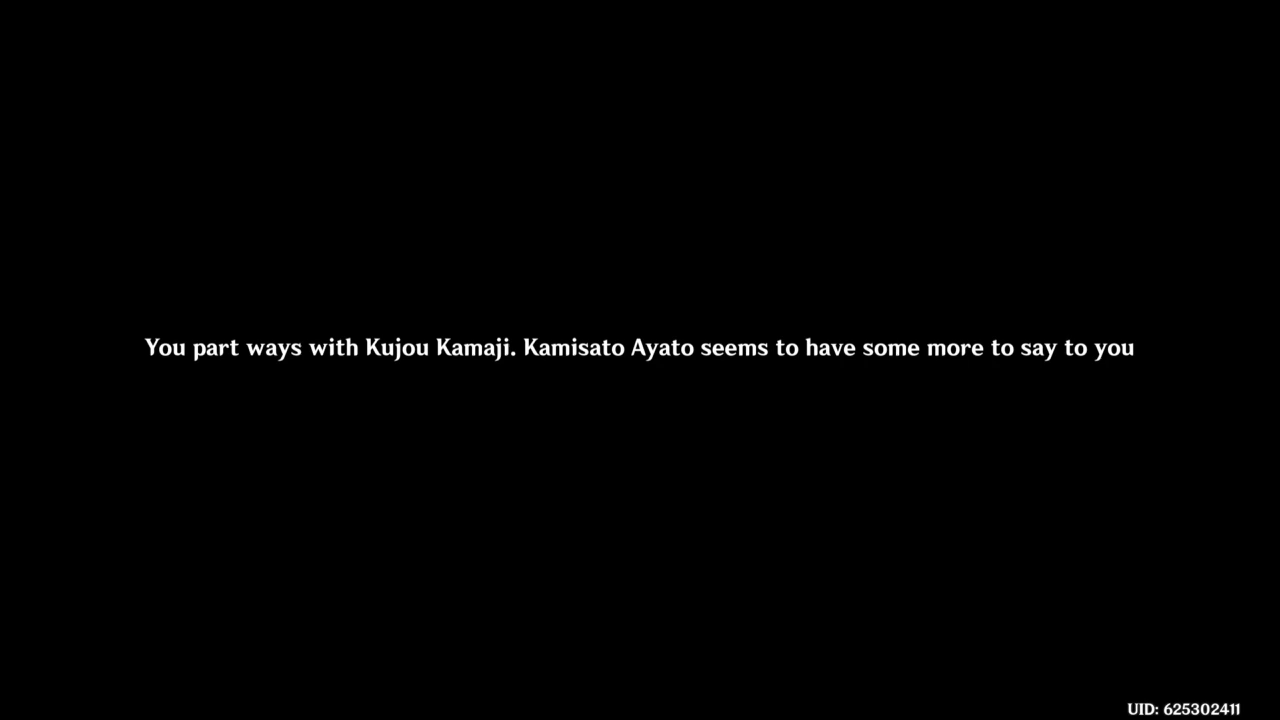 You part ways with Kujou Kamaji. Kamisato Ayato seems to have some more to say to you
UID: 625302411